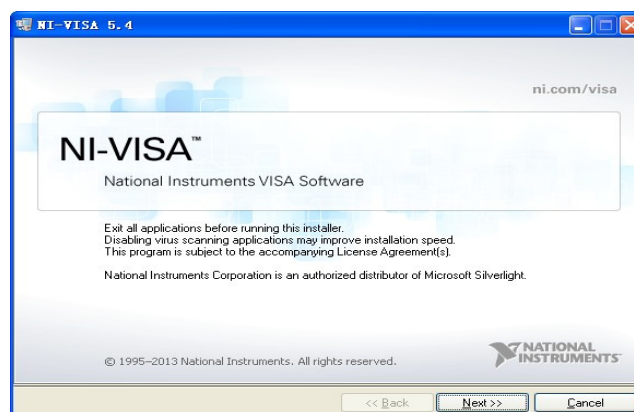 NI-VISA 5.4
ni.com/visa
NI-VISA™
National Instruments VISA Software
Exit all applications before running this installer.
Disabling virus scanning applications may improve installation speed.
This program is subject to the accompanying License Agreement(s).
National Instruments Corporation is an authorized distributor of Microsoft Silverlight.
© 1995–2013 National Instruments. All rights reserved.
NATIONAL
INSTRUMENTS™
<< Back
Next >>
Cancel